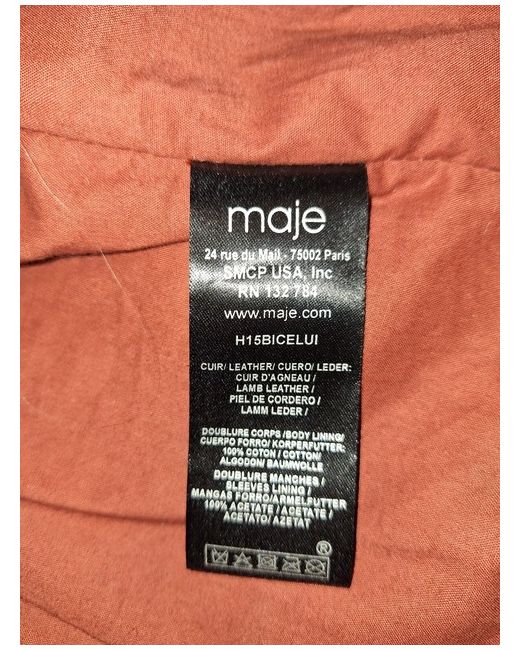 maje
24 rue du Mail - 75002 Paris
SMCP USA, Inc
RN 132 784
www.maje.com
H15BICELUI
CUIR/ LEATHER/ CUERO/ LEDER:
CUIR D'AGNEAU /
LAMB LEATHER /
PIEL DE CORDERO /
LAMM LEDER /
DOUBLURE CORPS /BODY LINING/
CUERPO FORRO/ KORPERFUTTER:
100% COTON / COTTON/
ALGODON/ BAUMWOLLE
DOUBLURE MANCHES /
SLEEVES LINING /
MANGAS FORRO/ARMELFUTTER
100% ACETATE / ACETATE /
ACETATO/ AZETAT
®